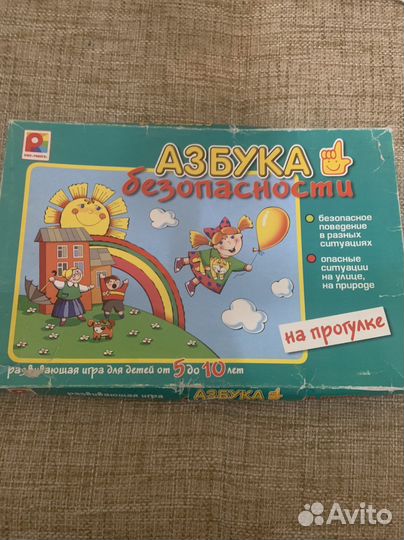 АЗБУКА
безопасности
безопасное
поведение
в разных
ситуациях
опасные
ситуации
на улице,
на природе
на прогулке
развивающая игра для детей от 5 до 10 лет
развивающая игра
АЗБУКА
Avito